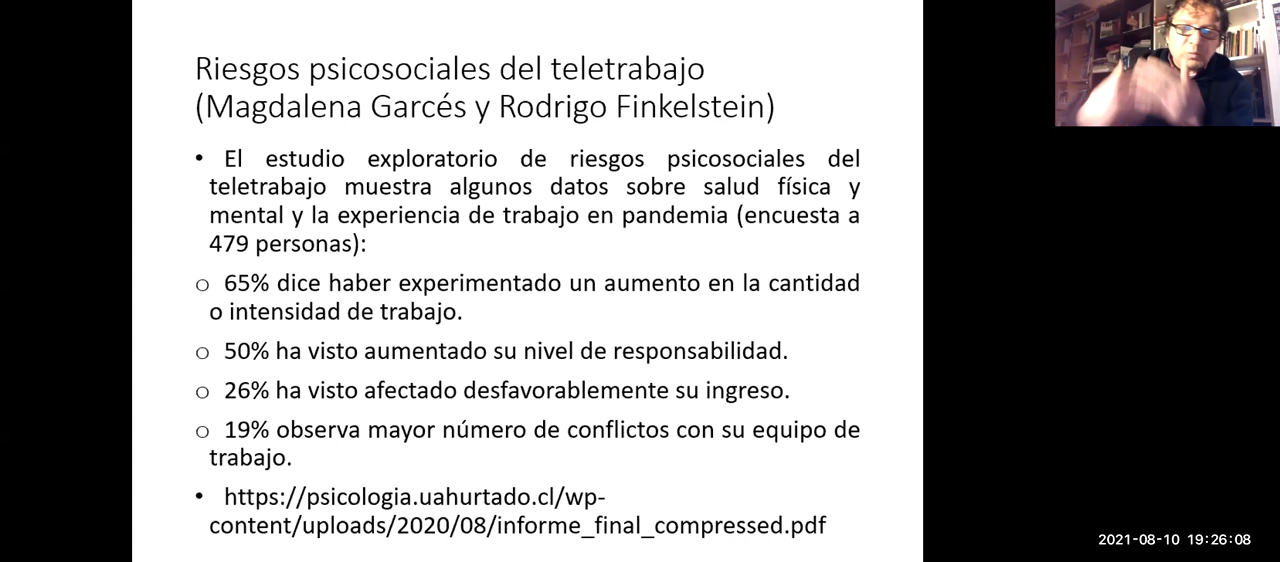 Riesgos psicosociales del teletrabajo
(Magdalena Garcés y Rodrigo Finkelstein)
• El estudio exploratorio de riesgos psicosociales del
teletrabajo muestra algunos datos sobre salud física y
mental y la experiencia de trabajo en pandemia (encuesta a
479 personas):
o 65% dice haber experimentado un aumento en la cantidad
o intensidad de trabajo.
o 50% ha visto aumentado su nivel de responsabilidad.
o 26% ha visto afectado desfavorablemente su ingreso.
o 19% observa mayor número de conflictos con su equipo de
trabajo.
• https://psicologia.uahurtado.cl/wp-
content/uploads/2020/08/informe_final_compressed.pdf
2021-08-10 19:26:08